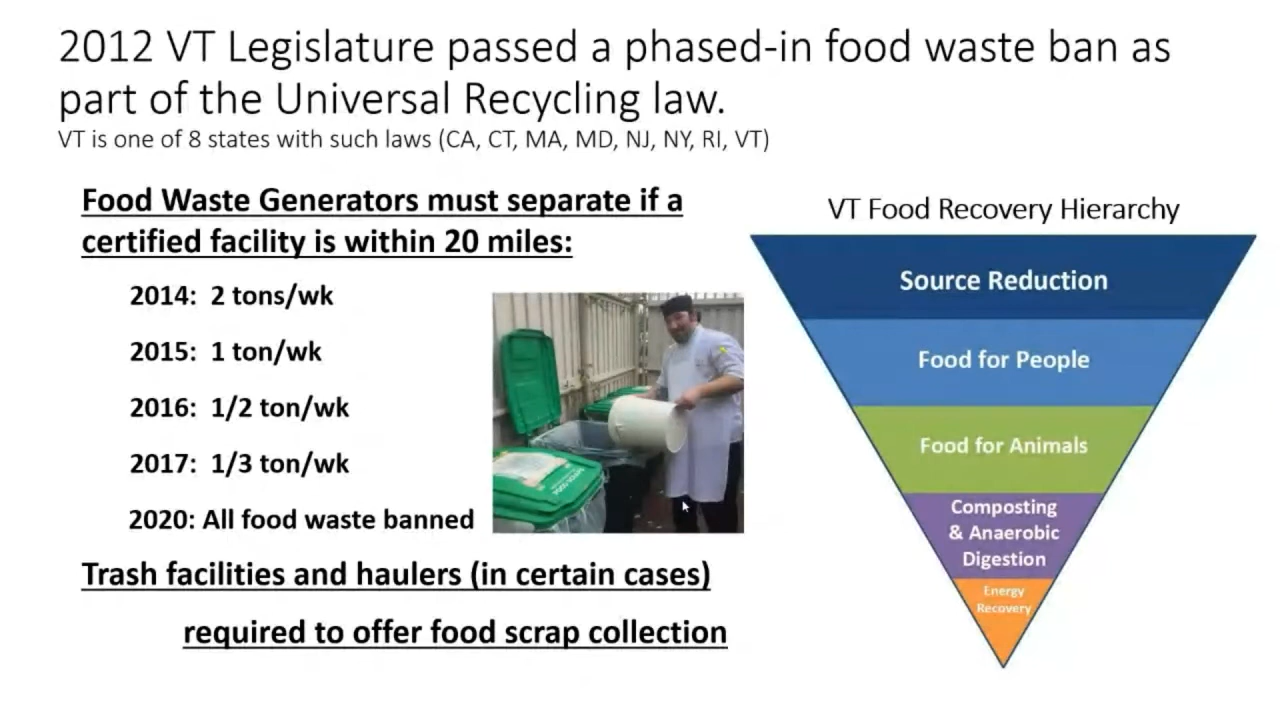 2012 VT Legislature passed a phased-in food waste ban as
part of the Universal Recycling law.
VT is one of 8 states with such laws (CA, CT, MA, MD, NJ, NY, RI, VT)
Food Waste Generators must separate if a
certified facility is within 20 miles:
2014: 2 tons/wk
2015: 1 ton/wk
2016: 1/2 ton/wk
2017: 1/3 ton/wk
2020: All food waste banned
Trash facilities and haulers (in certain cases)
required to offer food scrap collection
VT Food Recovery Hierarchy
Source Reduction
Food for People
Food for Animals
Composting
& Anaerobic
Digestion
Energy
Recovery